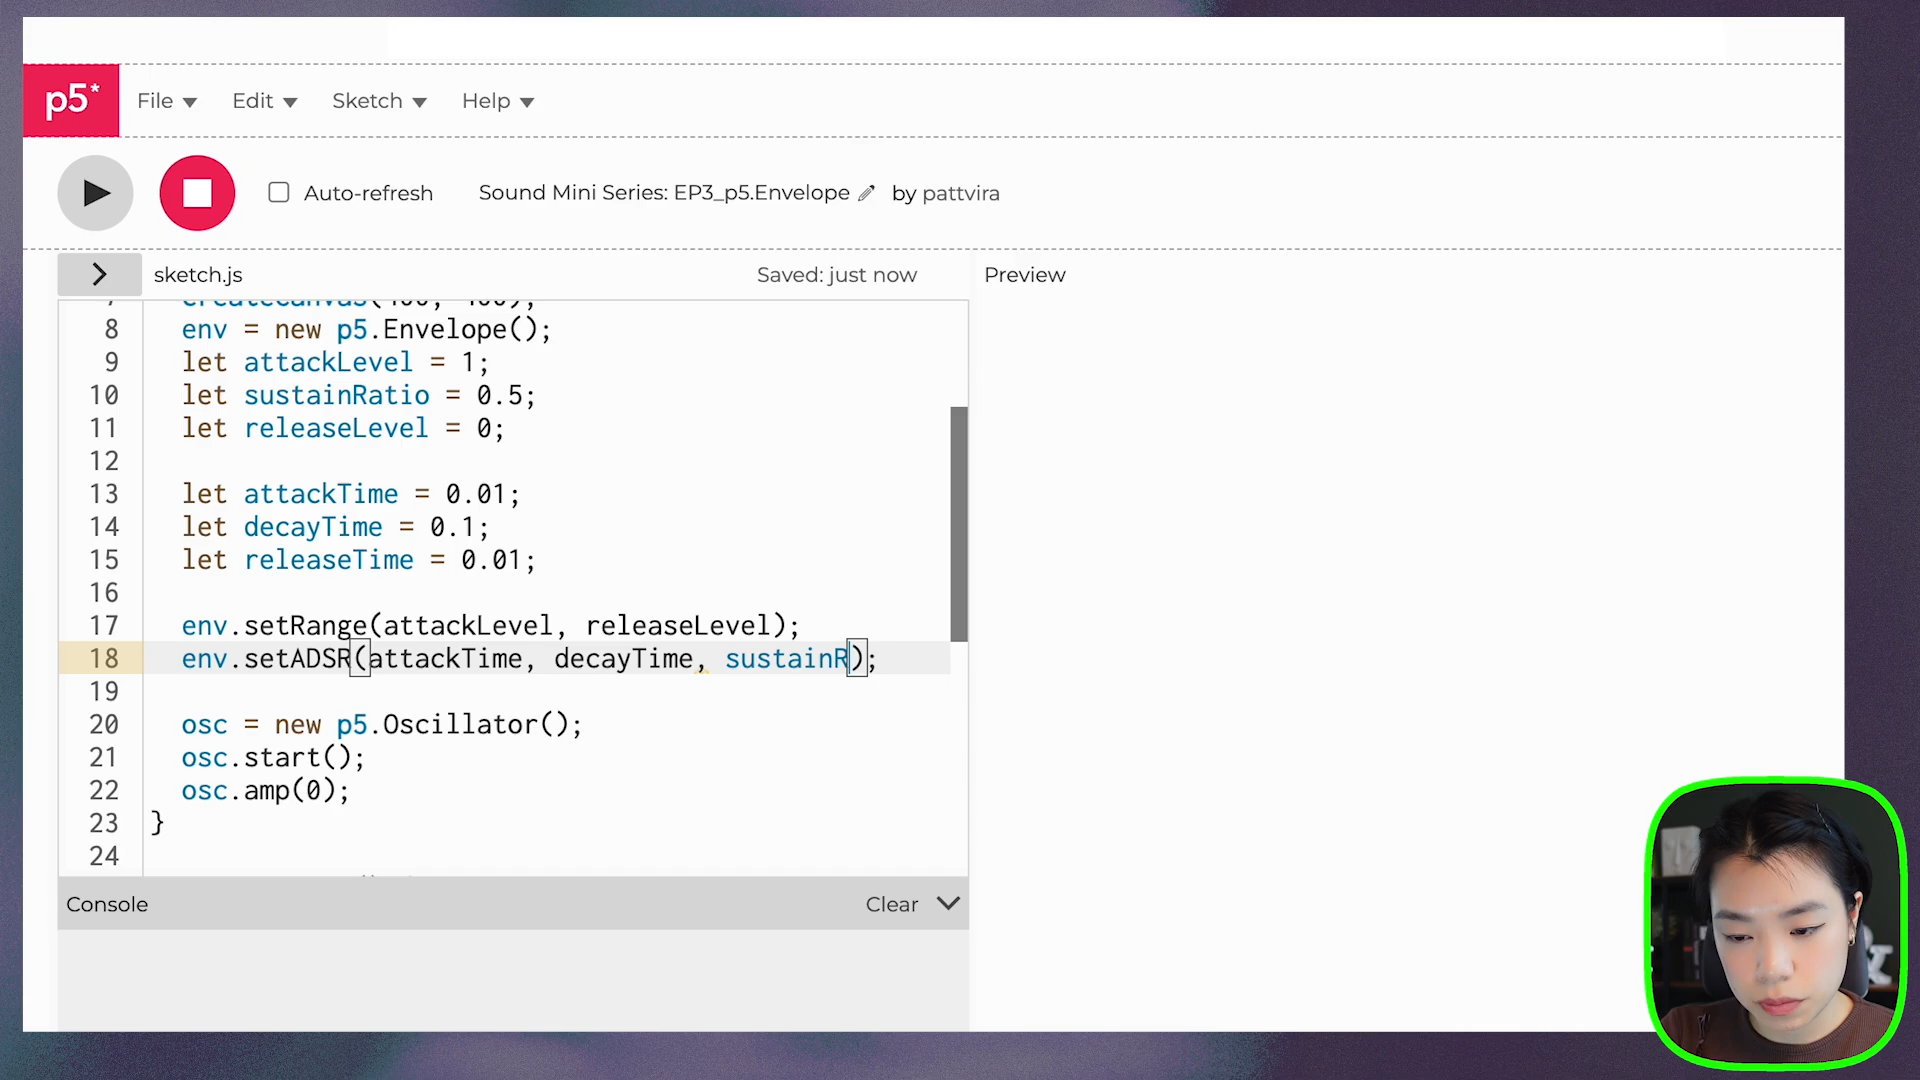 p5*
File
Edit
Sketch
Help
Auto-refresh
Sound Mini Series: EP3_p5.Envelope
by pattvira
sketch.js
Saved: just now
Preview
7 createCanvas(400, 400);
8 env = new p5.Envelope();
9 let attackLevel = 1;
10 let sustainRatio = 0.5;
11 let releaseLevel = 0;
12
13 let attackTime = 0.01;
14 let decayTime = 0.1;
15 let releaseTime = 0.01;
16
17 env.setRange(attackLevel, releaseLevel);
18 env.setADSR(attackTime, decayTime, sustainR);
19
20 osc = new p5.Oscillator();
21 osc.start();
22 osc.amp(0);
23 }
24
Console
Clear